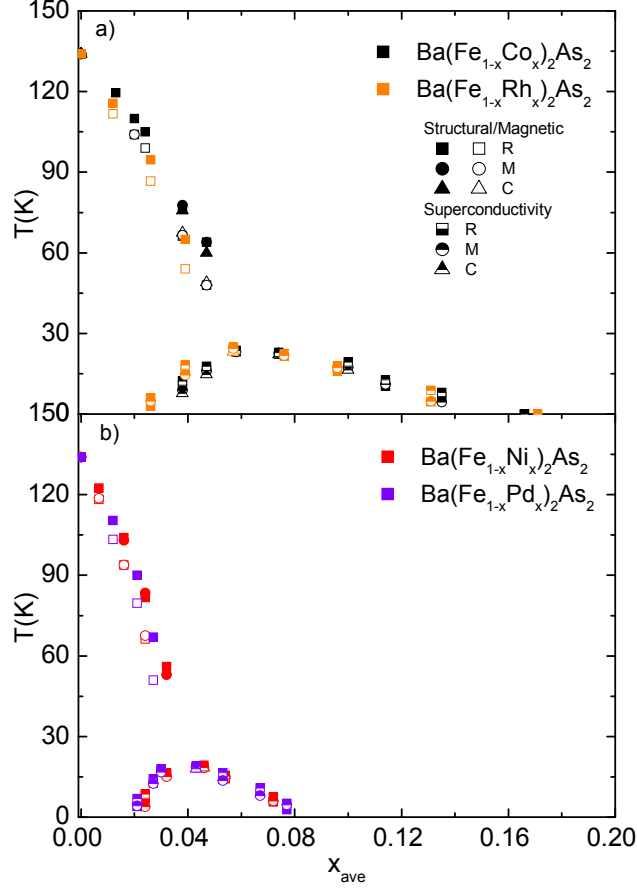 150
a)
Ba(Fe₁₋ₓCoₓ)₂As₂
Ba(Fe₁₋ₓRhₓ)₂As₂
120
Structural/Magnetic
R
M
C
Superconductivity
R
M
C
90
T(K)
60
30
150
b)
Ba(Fe₁₋ₓNiₓ)₂As₂
Ba(Fe₁₋ₓPdₓ)₂As₂
120
90
T(K)
60
30
0
0.00 0.04 0.08 0.12 0.16 0.20
x_ave